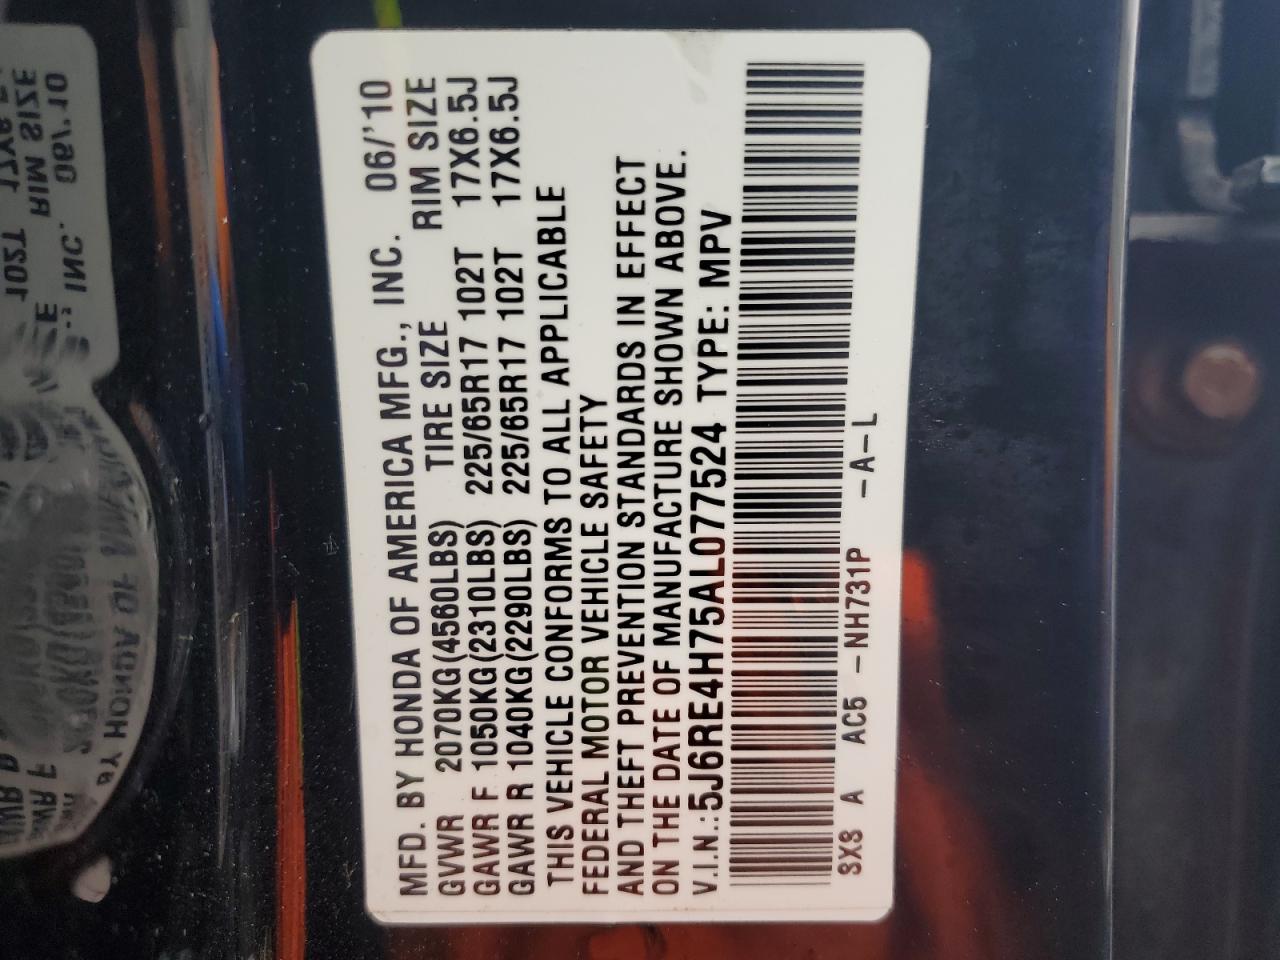 MFD. BY HONDA OF AMERICA MFG., INC. 06/'10
GVWR 2070KG(4560LBS) TIRE SIZE RIM SIZE
GAWR F 1050KG(2310LBS) 225/65R17 102T 17X6.5J
GAWR R 1040KG(2290LBS) 225/65R17 102T 17X6.5J
THIS VEHICLE CONFORMS TO ALL APPLICABLE
FEDERAL MOTOR VEHICLE SAFETY
AND THEFT PREVENTION STANDARDS IN EFFECT
ON THE DATE OF MANUFACTURE SHOWN ABOVE.
V.I.N.:5J6RE4H75AL077524 TYPE: MPV
SXS A AC5 -NH731P -A-L